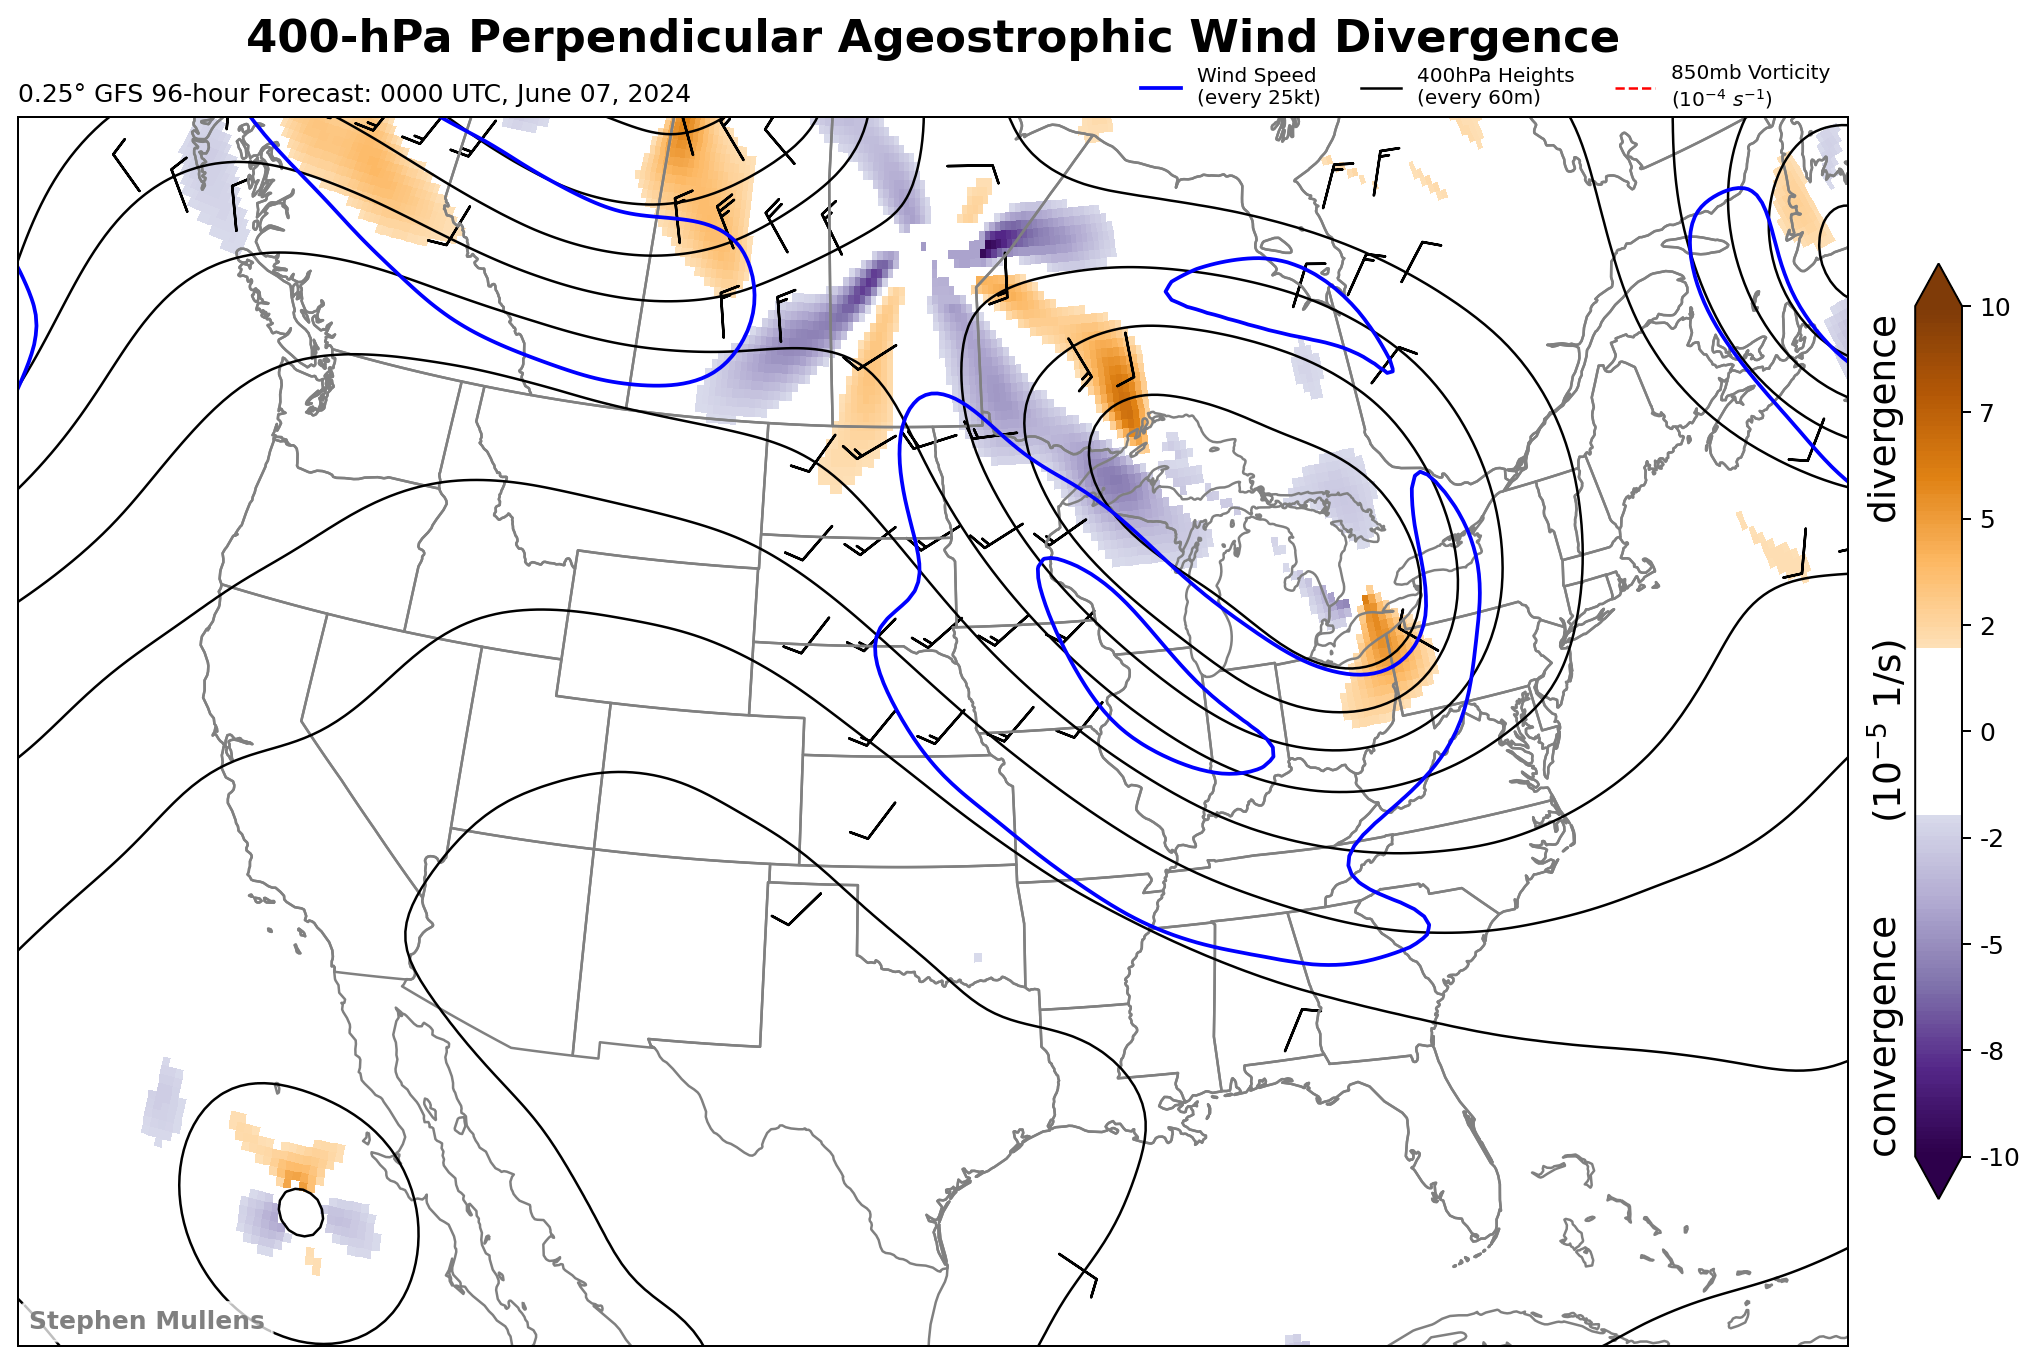 400-hPa Perpendicular Ageostrophic Wind Divergence
0.25° GFS 96-hour Forecast: 0000 UTC, June 07, 2024
Wind Speed
(every 25kt)
400hPa Heights
(every 60m)
850mb Vorticity
(10⁻⁴ s⁻¹)
10
7
5
2
0
-2
-5
-8
-10
convergence (10⁻⁵ 1/s) divergence
Stephen Mullens